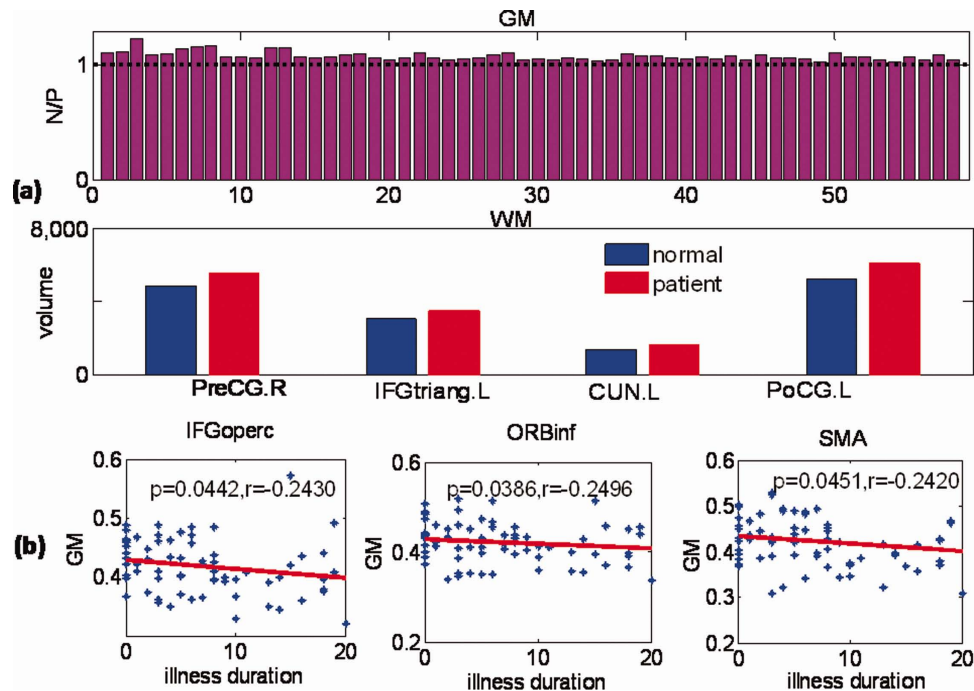 GM
N/P
1
0
0 10 20 30 40 50
(a)
WM
volume
8,000
0
normal
patient
PreCG.R IFGtriang.L CUN.L PoCG.L
(b)
IFGoperc
GM
0.6
0.5
0.4
p=0.0442,r=-0.2430
0 10 20
illness duration
ORBinf
GM
0.6
0.4
0.2
p=0.0386,r=-0.2496
0 10 20
illness duration
SMA
GM
0.6
0.5
0.4
0.3
0.2
p=0.0451,r=-0.2420
0 10 20
illness duration